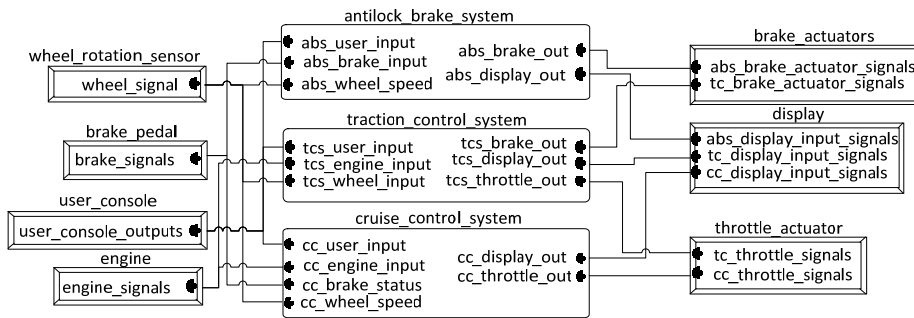 antilock_brake_system
abs_user_input
abs_brake_input
abs_wheel_speed
abs_brake_out
abs_display_out
wheel_rotation_sensor
wheel_signal
brake_pedal
brake_signals
user_console
user_console_outputs
engine
engine_signals
traction_control_system
tcs_user_input
tcs_engine_input
tcs_wheel_input
tcs_brake_out
tcs_display_out
tcs_throttle_out
cruise_control_system
cc_user_input
cc_engine_input
cc_brake_status
cc_wheel_speed
cc_display_out
cc_throttle_out
brake_actuators
abs_brake_actuator_signals
tc_brake_actuator_signals
display
abs_display_input_signals
tc_display_input_signals
cc_display_input_signals
throttle_actuator
tc_throttle_signals
cc_throttle_signals